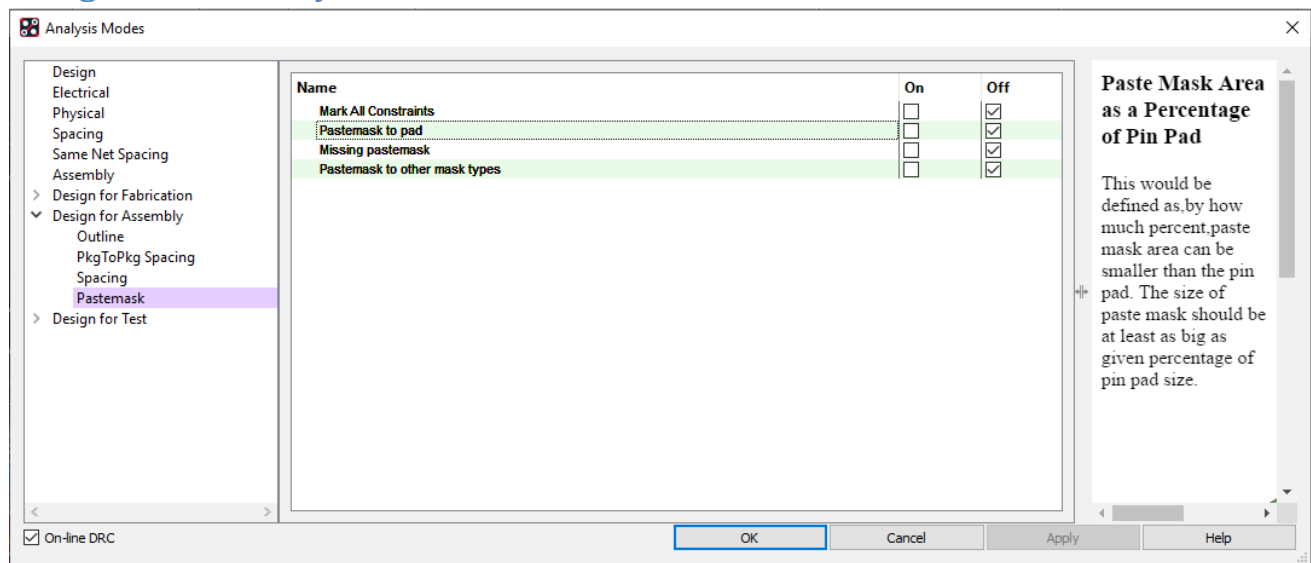 Analysis Modes
Design
Electrical
Physical
Spacing
Same Net Spacing
Assembly
Design for Fabrication
Design for Assembly
Outline
PkgToPkg Spacing
Spacing
Pastemask
Design for Test
Name On Off
Mark All Constraints
Pastemask to pad
Missing pastemask
Pastemask to other mask types
Paste Mask Area
as a Percentage
of Pin Pad
This would be
defined as,by how
much percent,paste
mask area can be
smaller than the pin
pad. The size of
paste mask should be
at least as big as
given percentage of
pin pad size.
On-line DRC
OK Cancel Apply Help